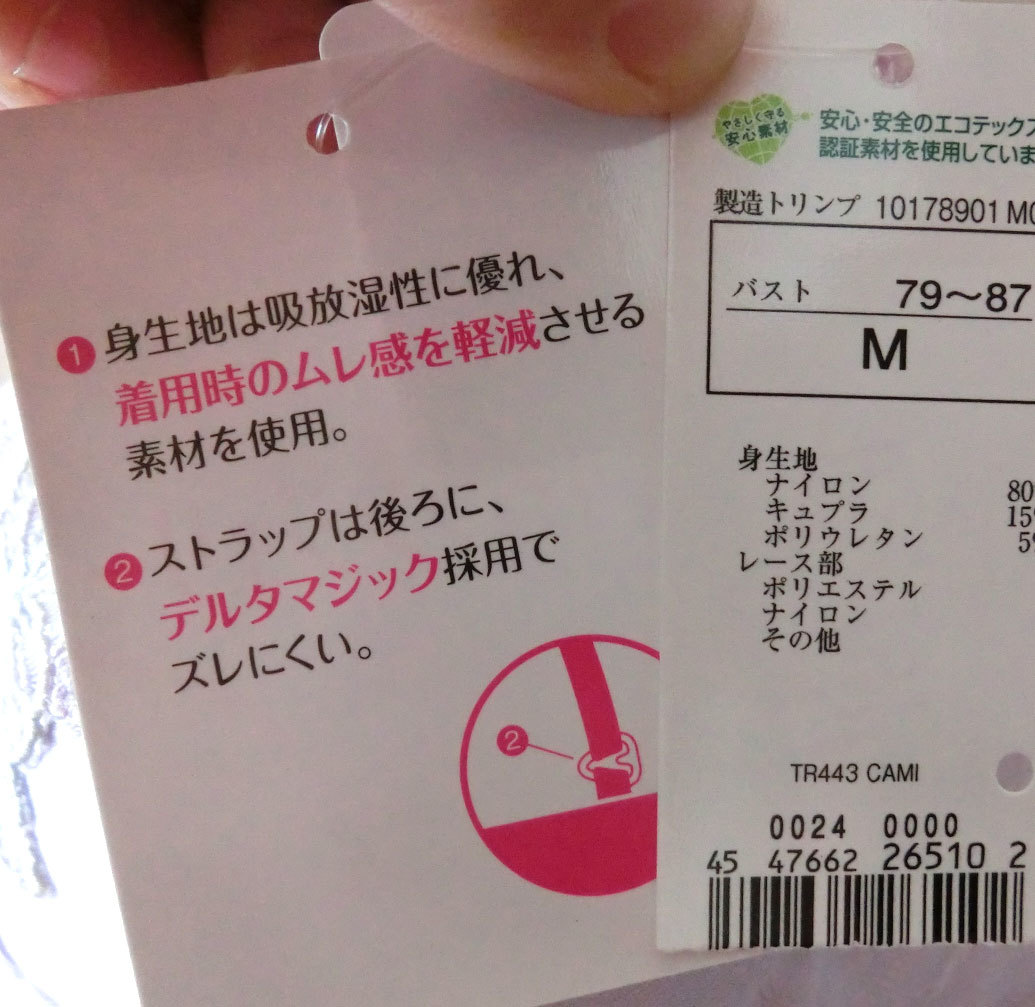 ❶身生地は吸放湿性に優れ、
着用時のムレ感を軽減させる
素材を使用。
❷ストラップは後ろに、
デルタマジック採用で
ズレにくい。
2
やさしく守る
安心素材
安心・安全のエコテックス
認証素材を使用していま
製造トリンプ 10178901 M0
バスト 79～87
M
身生地
ナイロン 80
キュプラ 15%
ポリウレタン 5%
レース部
ポリエステル
ナイロン
その他
TR443 CAMI
0024 0000
45 47662 26510 2